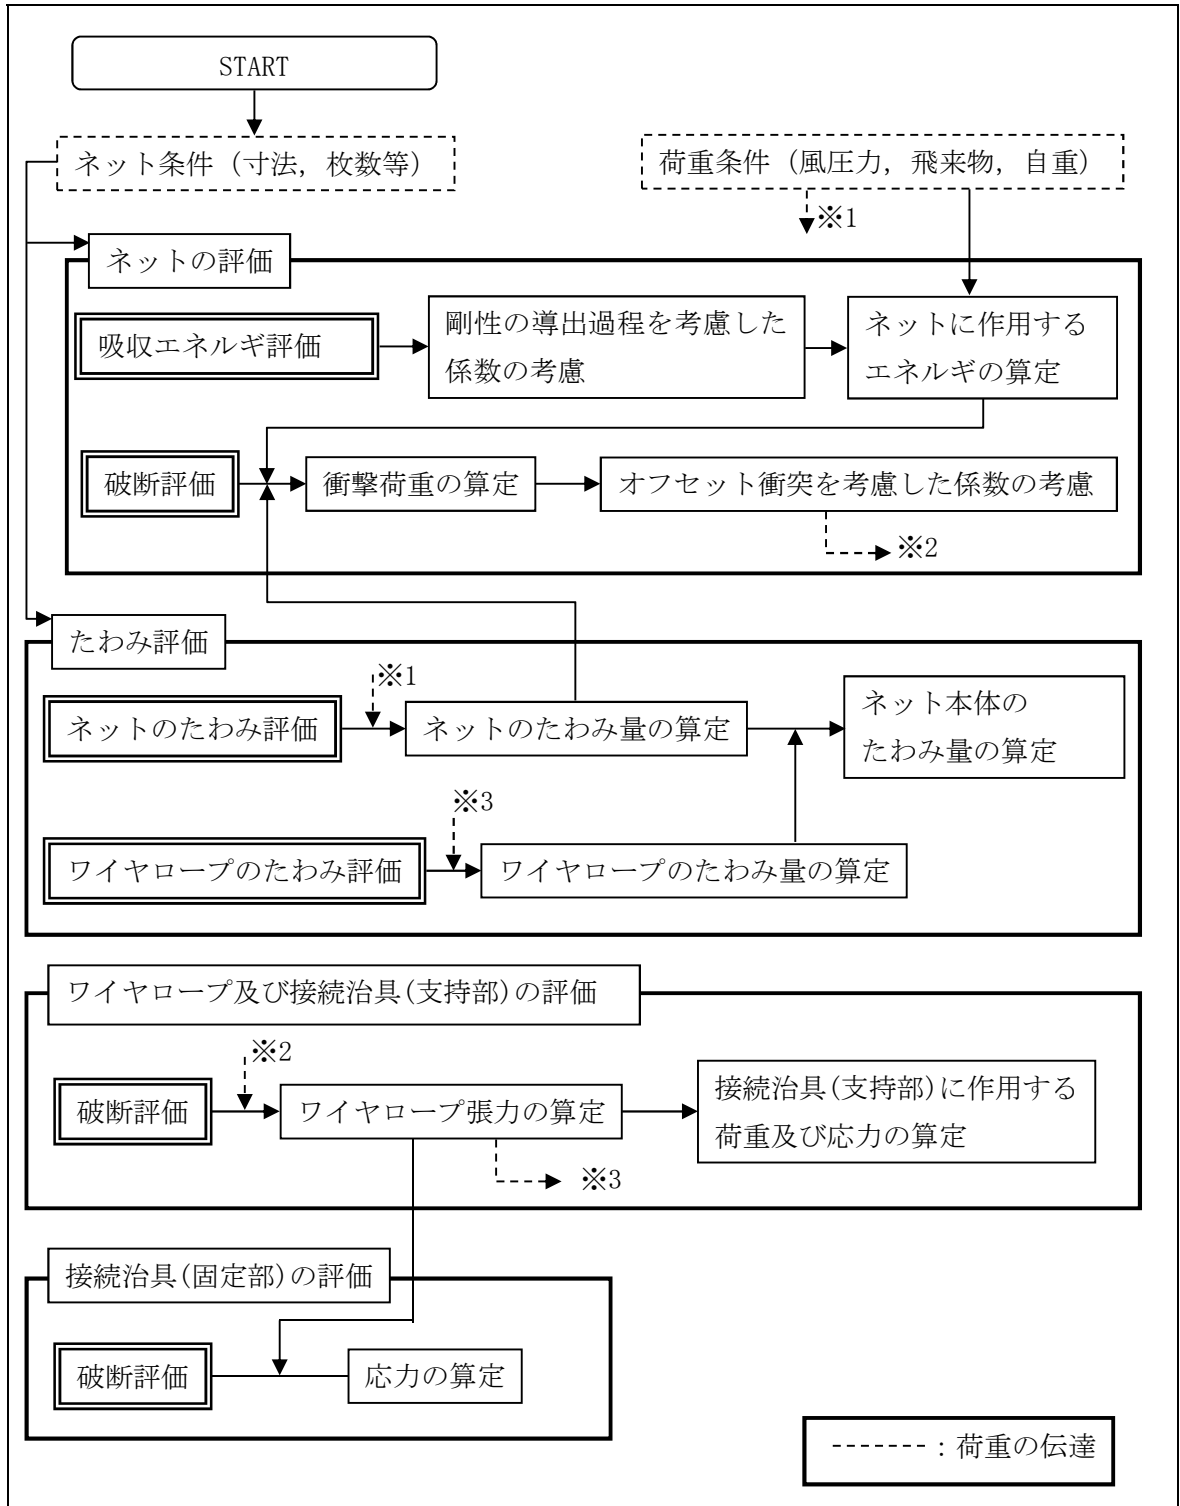 START
ネット条件（寸法，枚数等）
荷重条件（風圧力，飛来物，自重）
※1
ネットの評価
吸収エネルギ評価
剛性の導出過程を考慮した
係数の考慮
ネットに作用する
エネルギの算定
破断評価
衝撃荷重の算定
オフセット衝突を考慮した係数の考慮
※2
たわみ評価
※1
ネットのたわみ評価
ネットのたわみ量の算定
ネット本体の
たわみ量の算定
※3
ワイヤロープのたわみ評価
ワイヤロープのたわみ量の算定
ワイヤロープ及び接続治具(支持部)の評価
※2
破断評価
ワイヤロープ張力の算定
接続治具(支持部)に作用する
荷重及び応力の算定
※3
接続治具(固定部)の評価
破断評価
応力の算定
：荷重の伝達